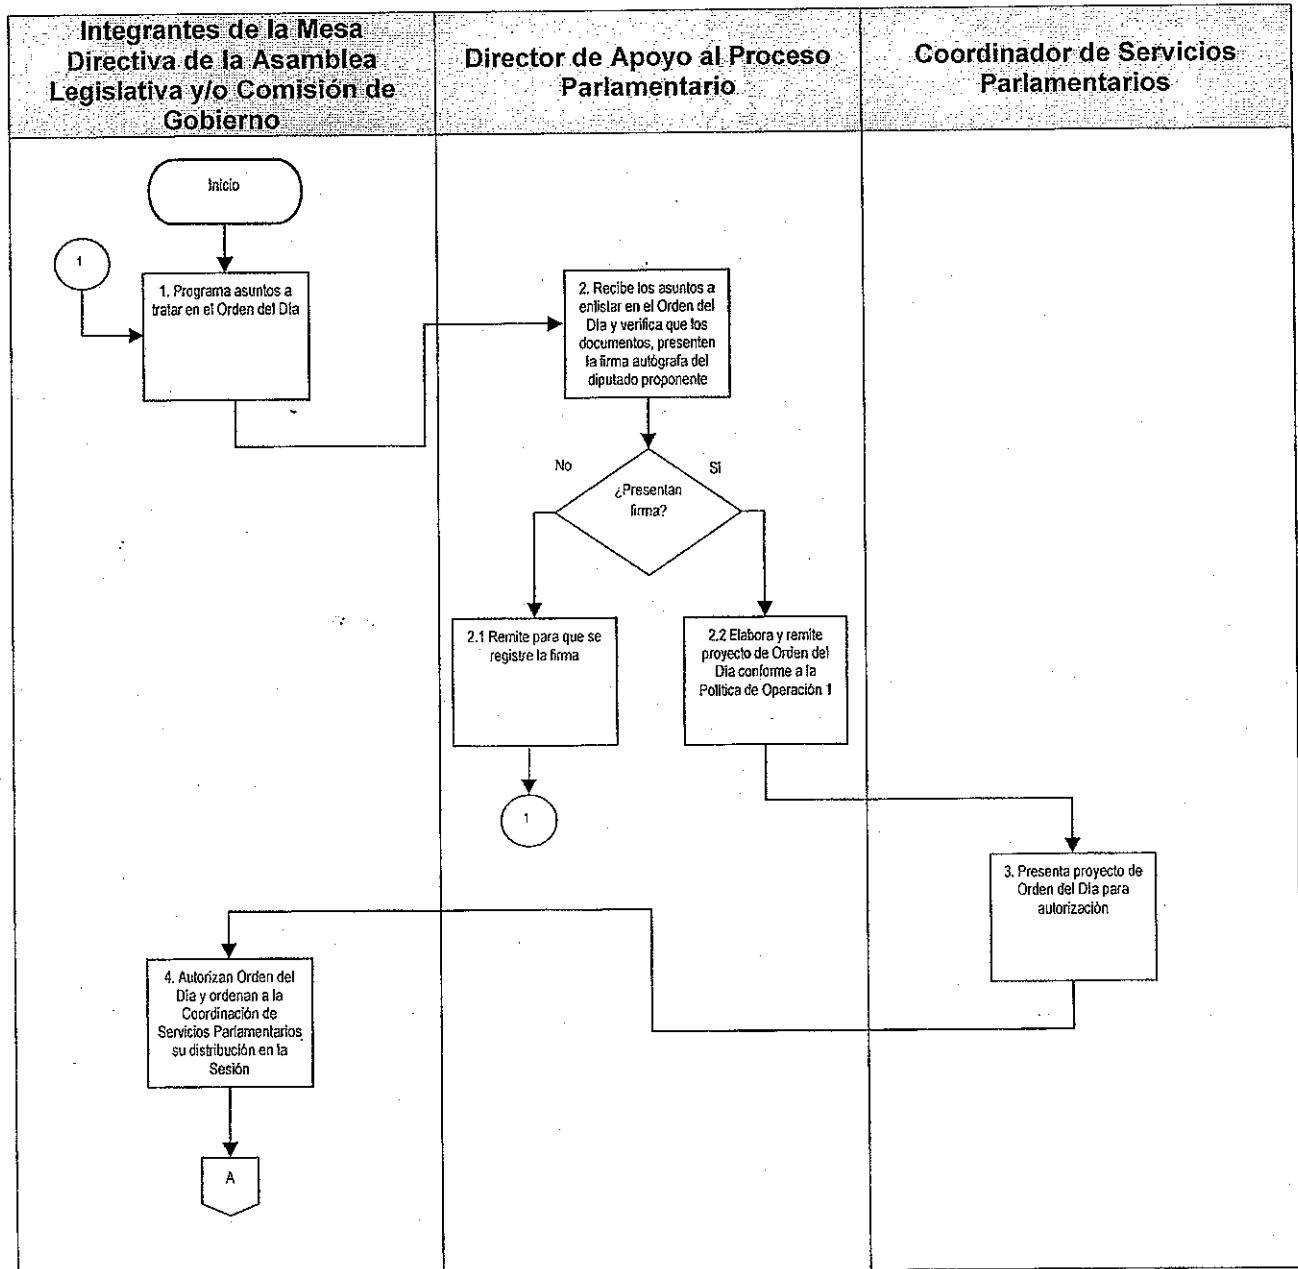 Integrantes de la Mesa
Directiva de la Asamblea
Legislativa y/o Comisión de
Gobierno
Director de Apoyo al Proceso
Parlamentario
Coordinador de Servicios
Parlamentarios
Inicio
1
1. Programa asuntos a
tratar en el Orden del Día
2. Recibe los asuntos a
enlistar en el Orden del
Día y verifica que los
documentos, presenten
la firma autógrafa del
diputado proponente
No
Si
¿Presentan
firma?
2.1 Remite para que se
registre la firma
2.2 Elabora y remite
proyecto de Orden del
Día conforme a la
Política de Operación 1
1
3. Presenta proyecto de
Orden del Día para
autorización
4. Autorizan Orden del
Día y ordenan a la
Coordinación de
Servicios Parlamentarios
su distribución en la
Sesión
A